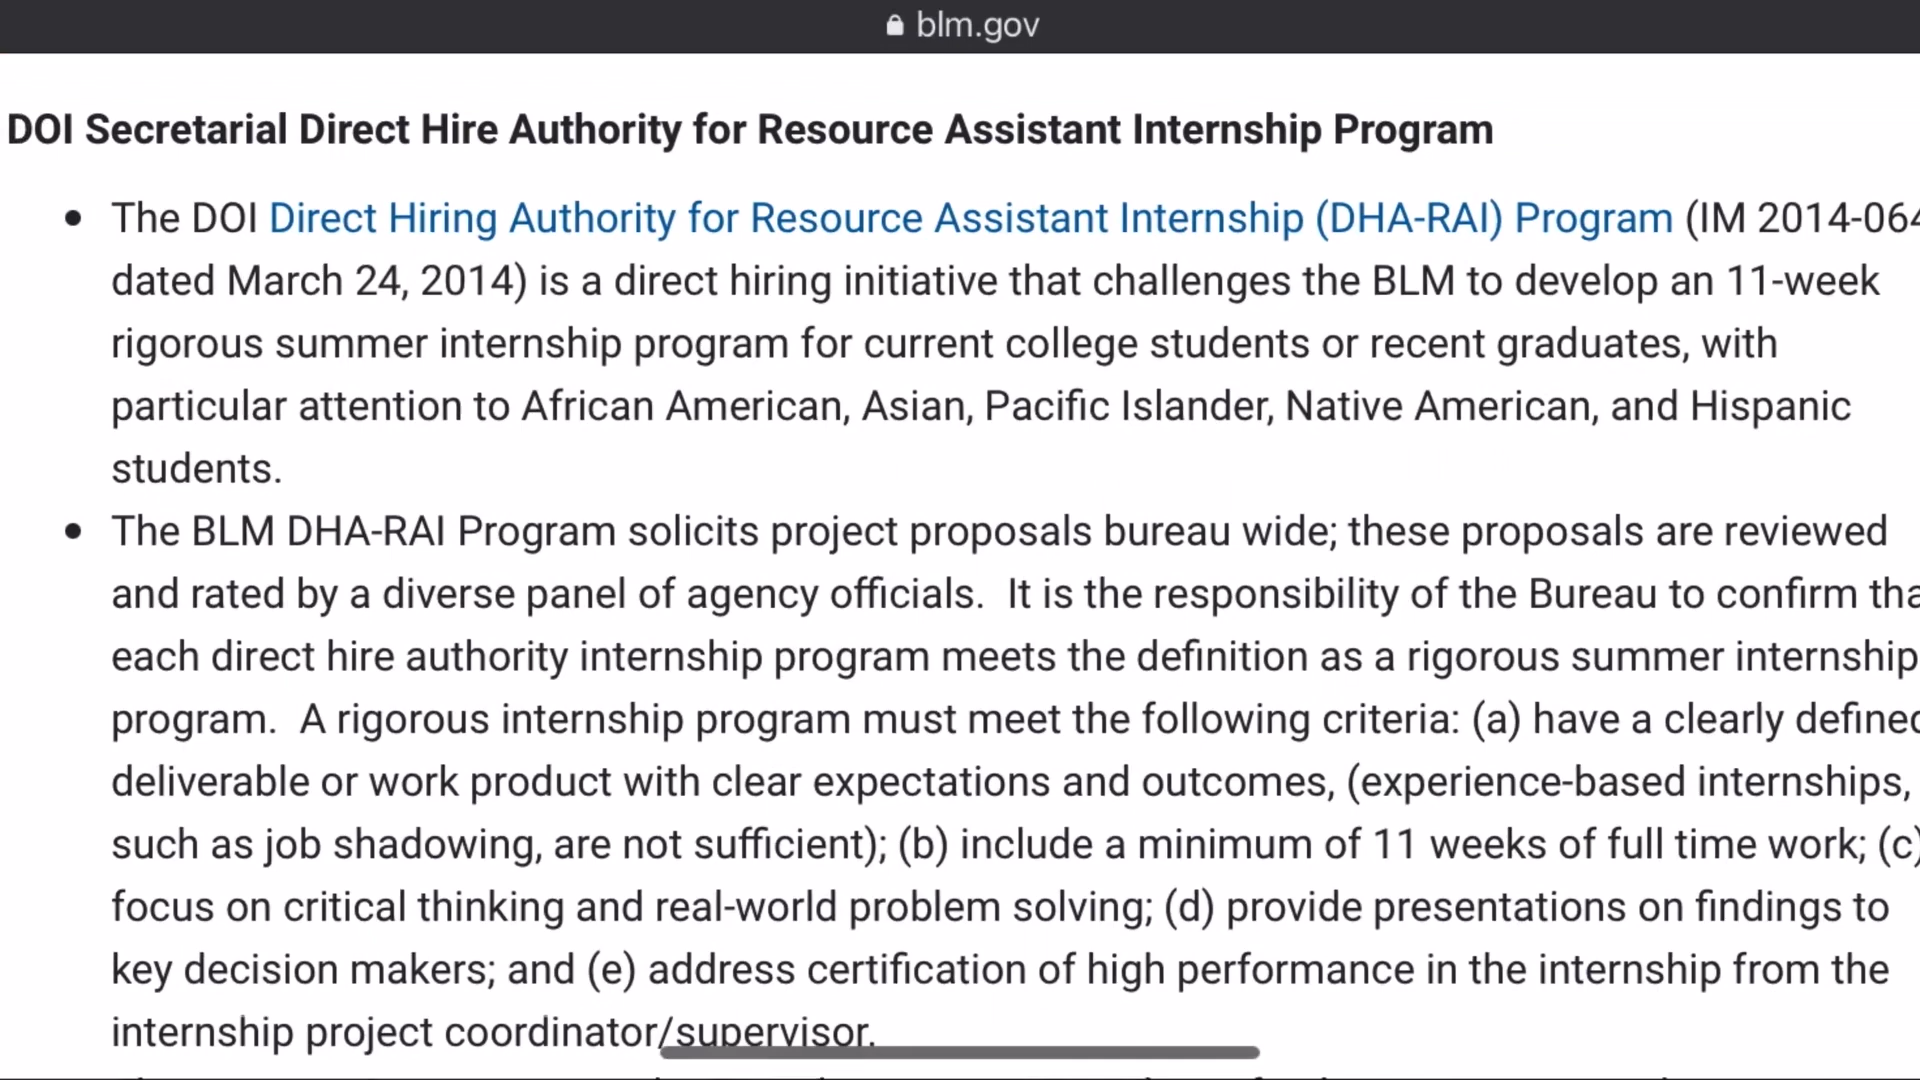 blm.gov
DOI Secretarial Direct Hire Authority for Resource Assistant Internship Program
• The DOI Direct Hiring Authority for Resource Assistant Internship (DHA-RAI) Program (IM 2014-064
dated March 24, 2014) is a direct hiring initiative that challenges the BLM to develop an 11-week
rigorous summer internship program for current college students or recent graduates, with
particular attention to African American, Asian, Pacific Islander, Native American, and Hispanic
students.
• The BLM DHA-RAI Program solicits project proposals bureau wide; these proposals are reviewed
and rated by a diverse panel of agency officials.  It is the responsibility of the Bureau to confirm tha
each direct hire authority internship program meets the definition as a rigorous summer internship
program.  A rigorous internship program must meet the following criteria: (a) have a clearly defined
deliverable or work product with clear expectations and outcomes, (experience-based internships,
such as job shadowing, are not sufficient); (b) include a minimum of 11 weeks of full time work; (c)
focus on critical thinking and real-world problem solving; (d) provide presentations on findings to
key decision makers; and (e) address certification of high performance in the internship from the
internship project coordinator/supervisor.